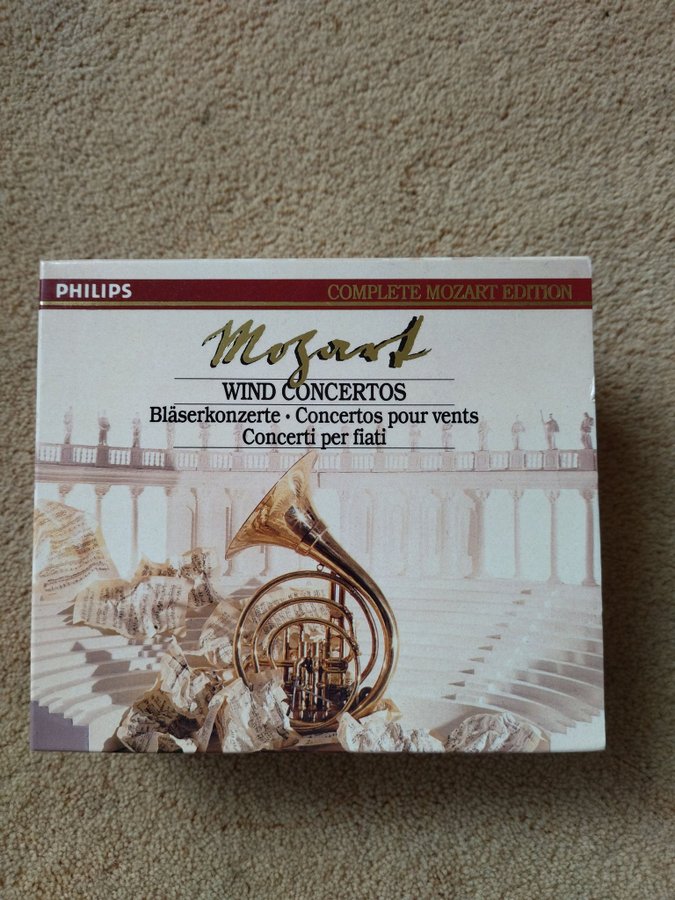 PHILIPS
COMPLETE MOZART EDITION
Mozart
WIND CONCERTOS
Bläserkonzerte · Concertos pour vents
Concerti per fiati